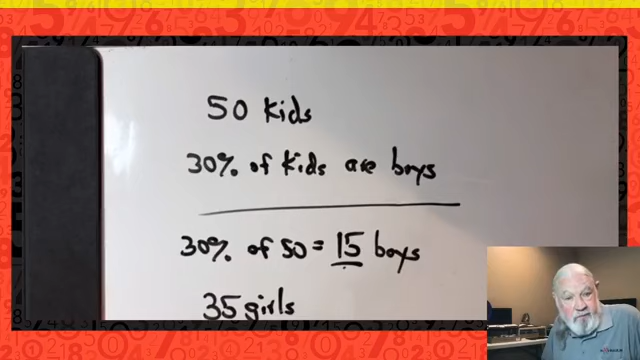 50 Kids
30% of Kids are boys
30% of 50 = 15 boys
35 girls